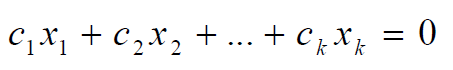 c₁x₁ + c₂x₂ + ... + cₖxₖ = 0